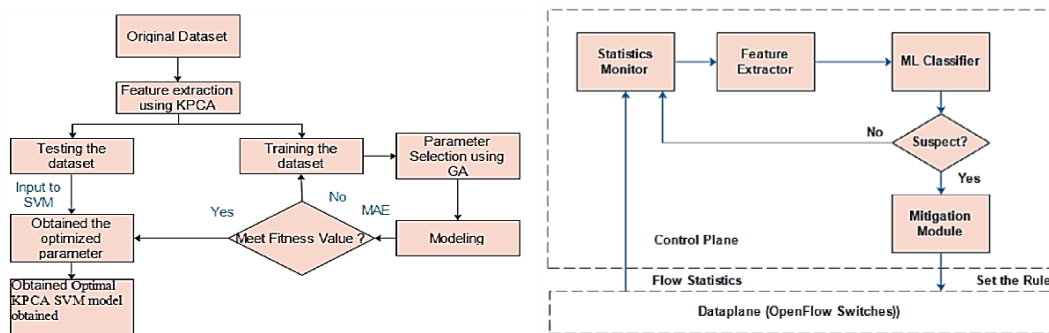 Original Dataset
Feature extraction
using KPCA
Testing the
dataset
Training the
dataset
Parameter
Selection using
GA
Input to
SVM
No
MAE
Yes
Meet Fitness Value ?
Modeling
Obtained the
optimized
parameter
Obtained Optimal
KPCA SVM model
obtained
Statistics
Monitor
Feature
Extractor
ML Classifier
No
Suspect?
Yes
Mitigation
Module
Control Plane
Flow Statistics
Set the Rule
Dataplane (OpenFlow Switches))